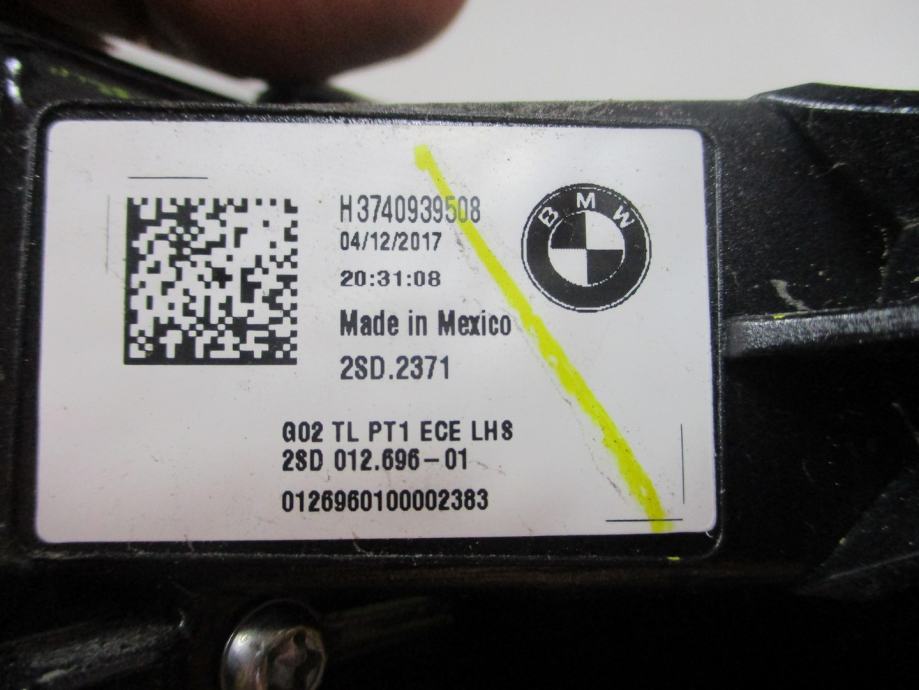 H3740939508
04/12/2017
BMW
20:31:08
Made in Mexico
2SD.2371
G02 TL PT1 ECE LHS
2SD 012.696-01
0126960100002383